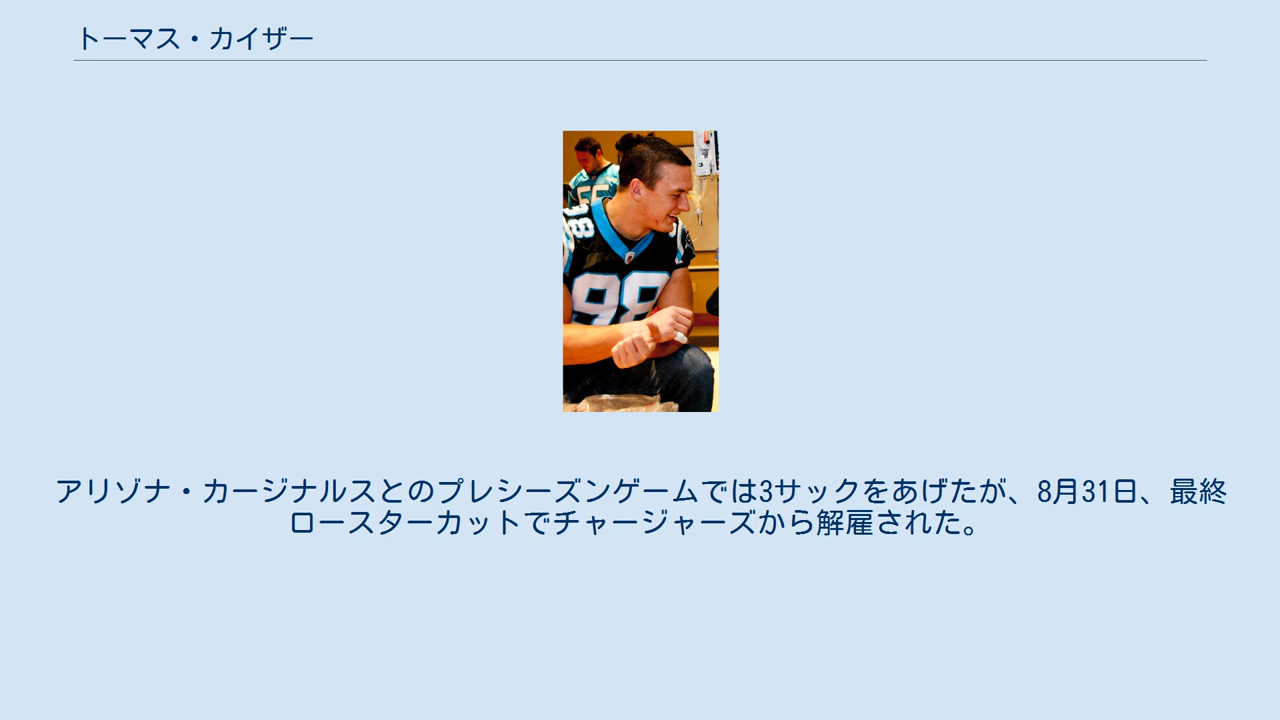 トーマス・カイザー
98
55
98
アリゾナ・カージナルスとのプレシーズンゲームでは3サックをあげたが、8月31日、最終
ロースターカットでチャージャーズから解雇された。